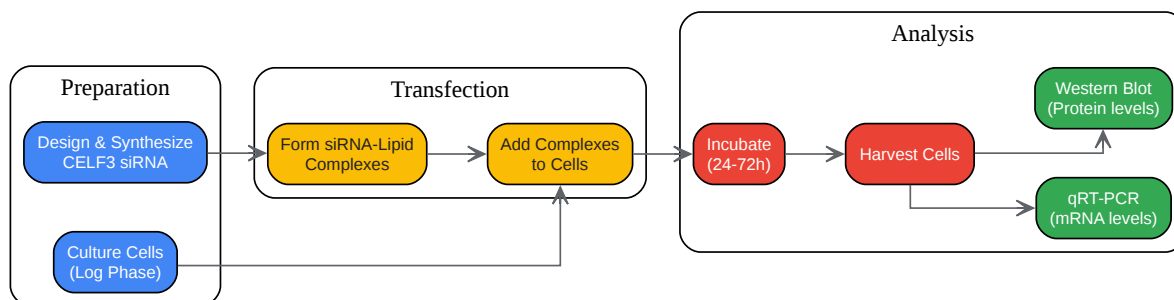 Preparation
Design & Synthesize
CELF3 siRNA
Culture Cells
(Log Phase)
Transfection
Form siRNA-Lipid
Complexes
Add Complexes
to Cells
Analysis
Incubate
(24-72h)
Harvest Cells
Western Blot
(Protein levels)
qRT-PCR
(mRNA levels)